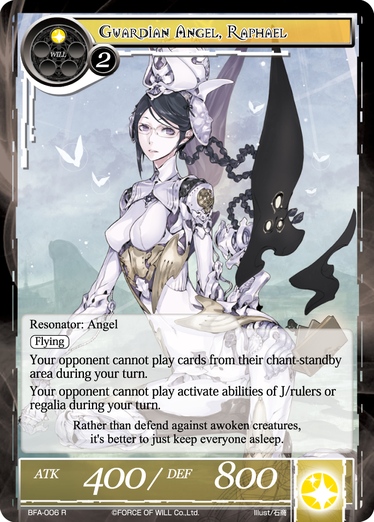 Guardian Angel, Raphael
WILL
2
Resonator: Angel
Flying
Your opponent cannot play cards from their chant-standby
area during your turn.
Your opponent cannot play activate abilities of J/rulers or
regalia during your turn.
Rather than defend against awoken creatures,
it's better to just keep everyone asleep.
ATK 400 / DEF 800
BFA-006 R ©FORCE OF WILL Co.,Ltd. Illust/石燕